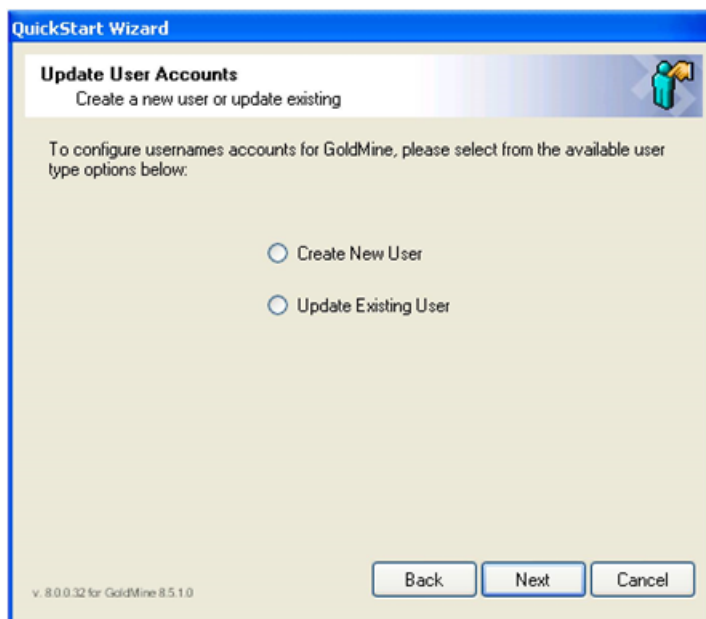 QuickStart Wizard
Update User Accounts
Create a new user or update existing
To configure usernames accounts for GoldMine, please select from the available user
type options below:
Create New User
Update Existing User
v. 8.0.0.32 for GoldMine 8.5.1.0
Back Next Cancel